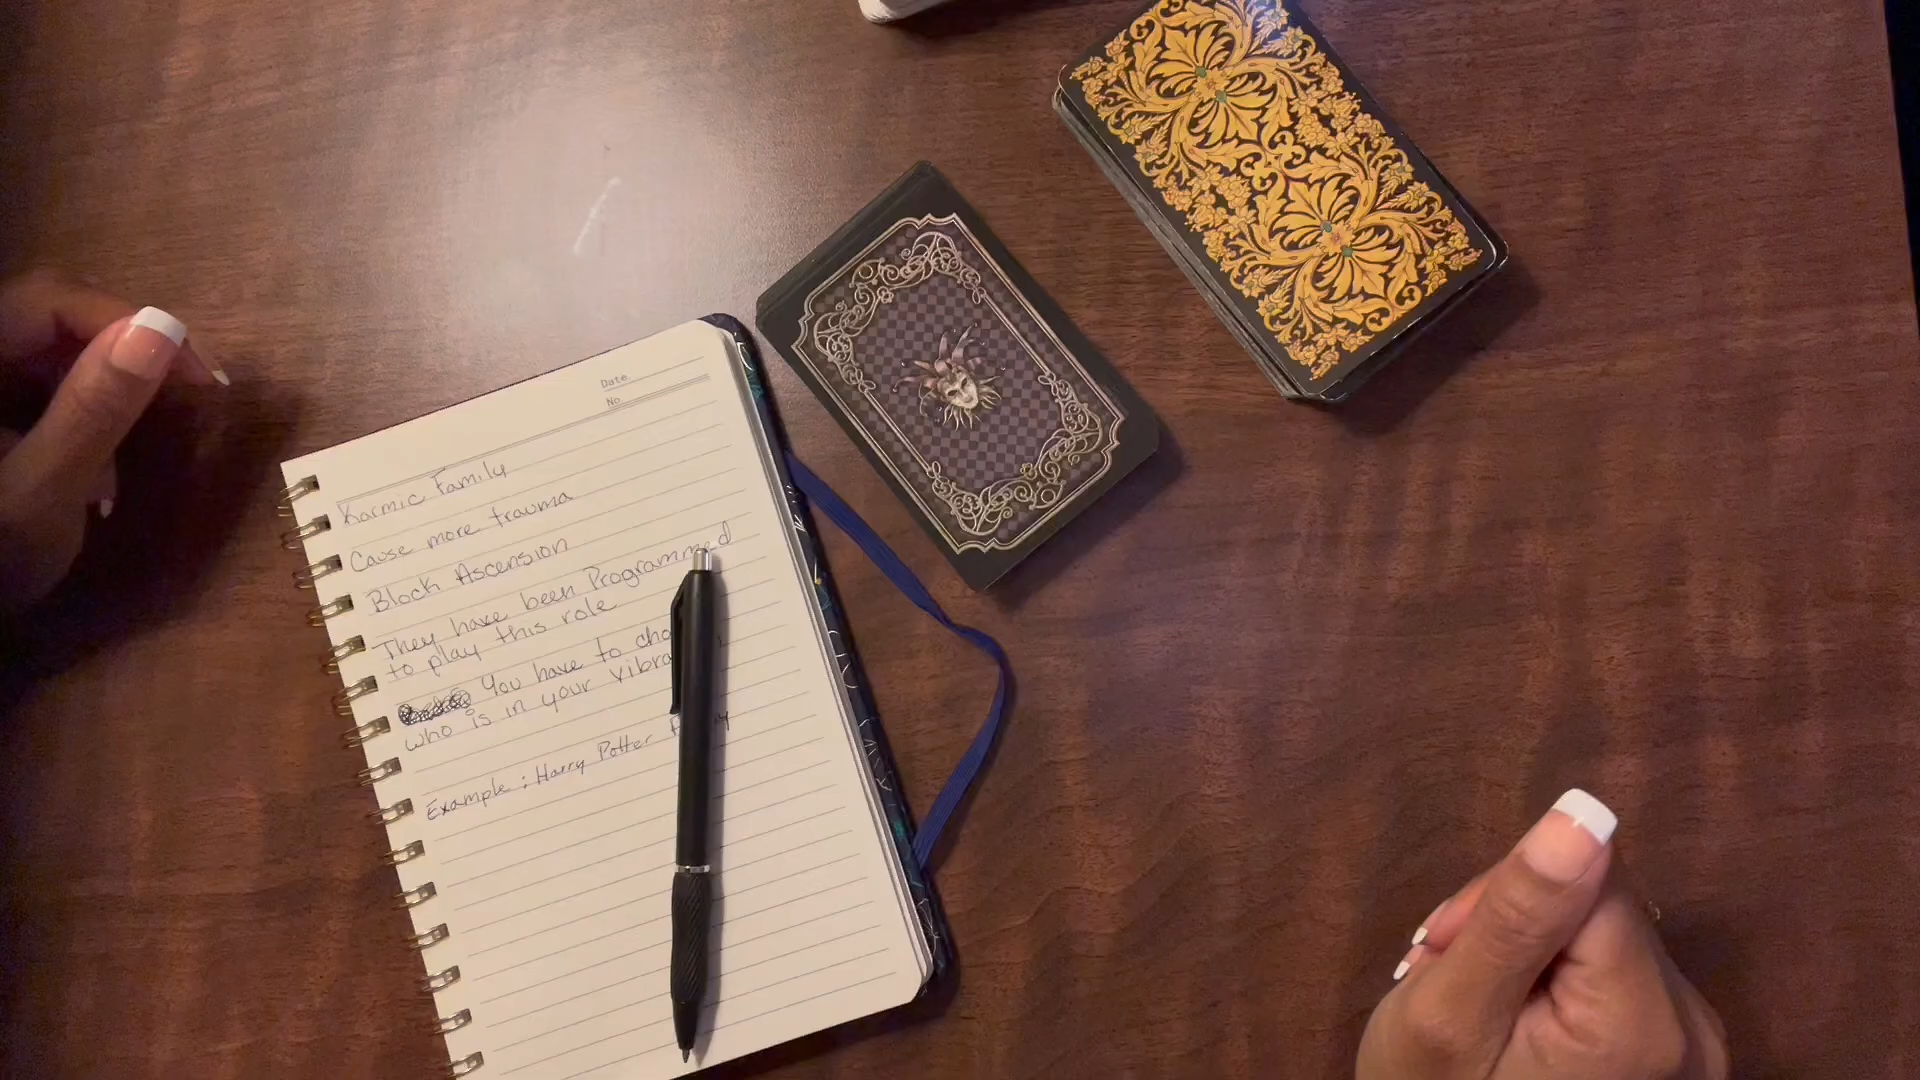 Date
No.
Karmic Family
Cause more trauma
Block Ascension
They have been Programmed
to play this role
You have to
who is in your
Example: Harry Potter